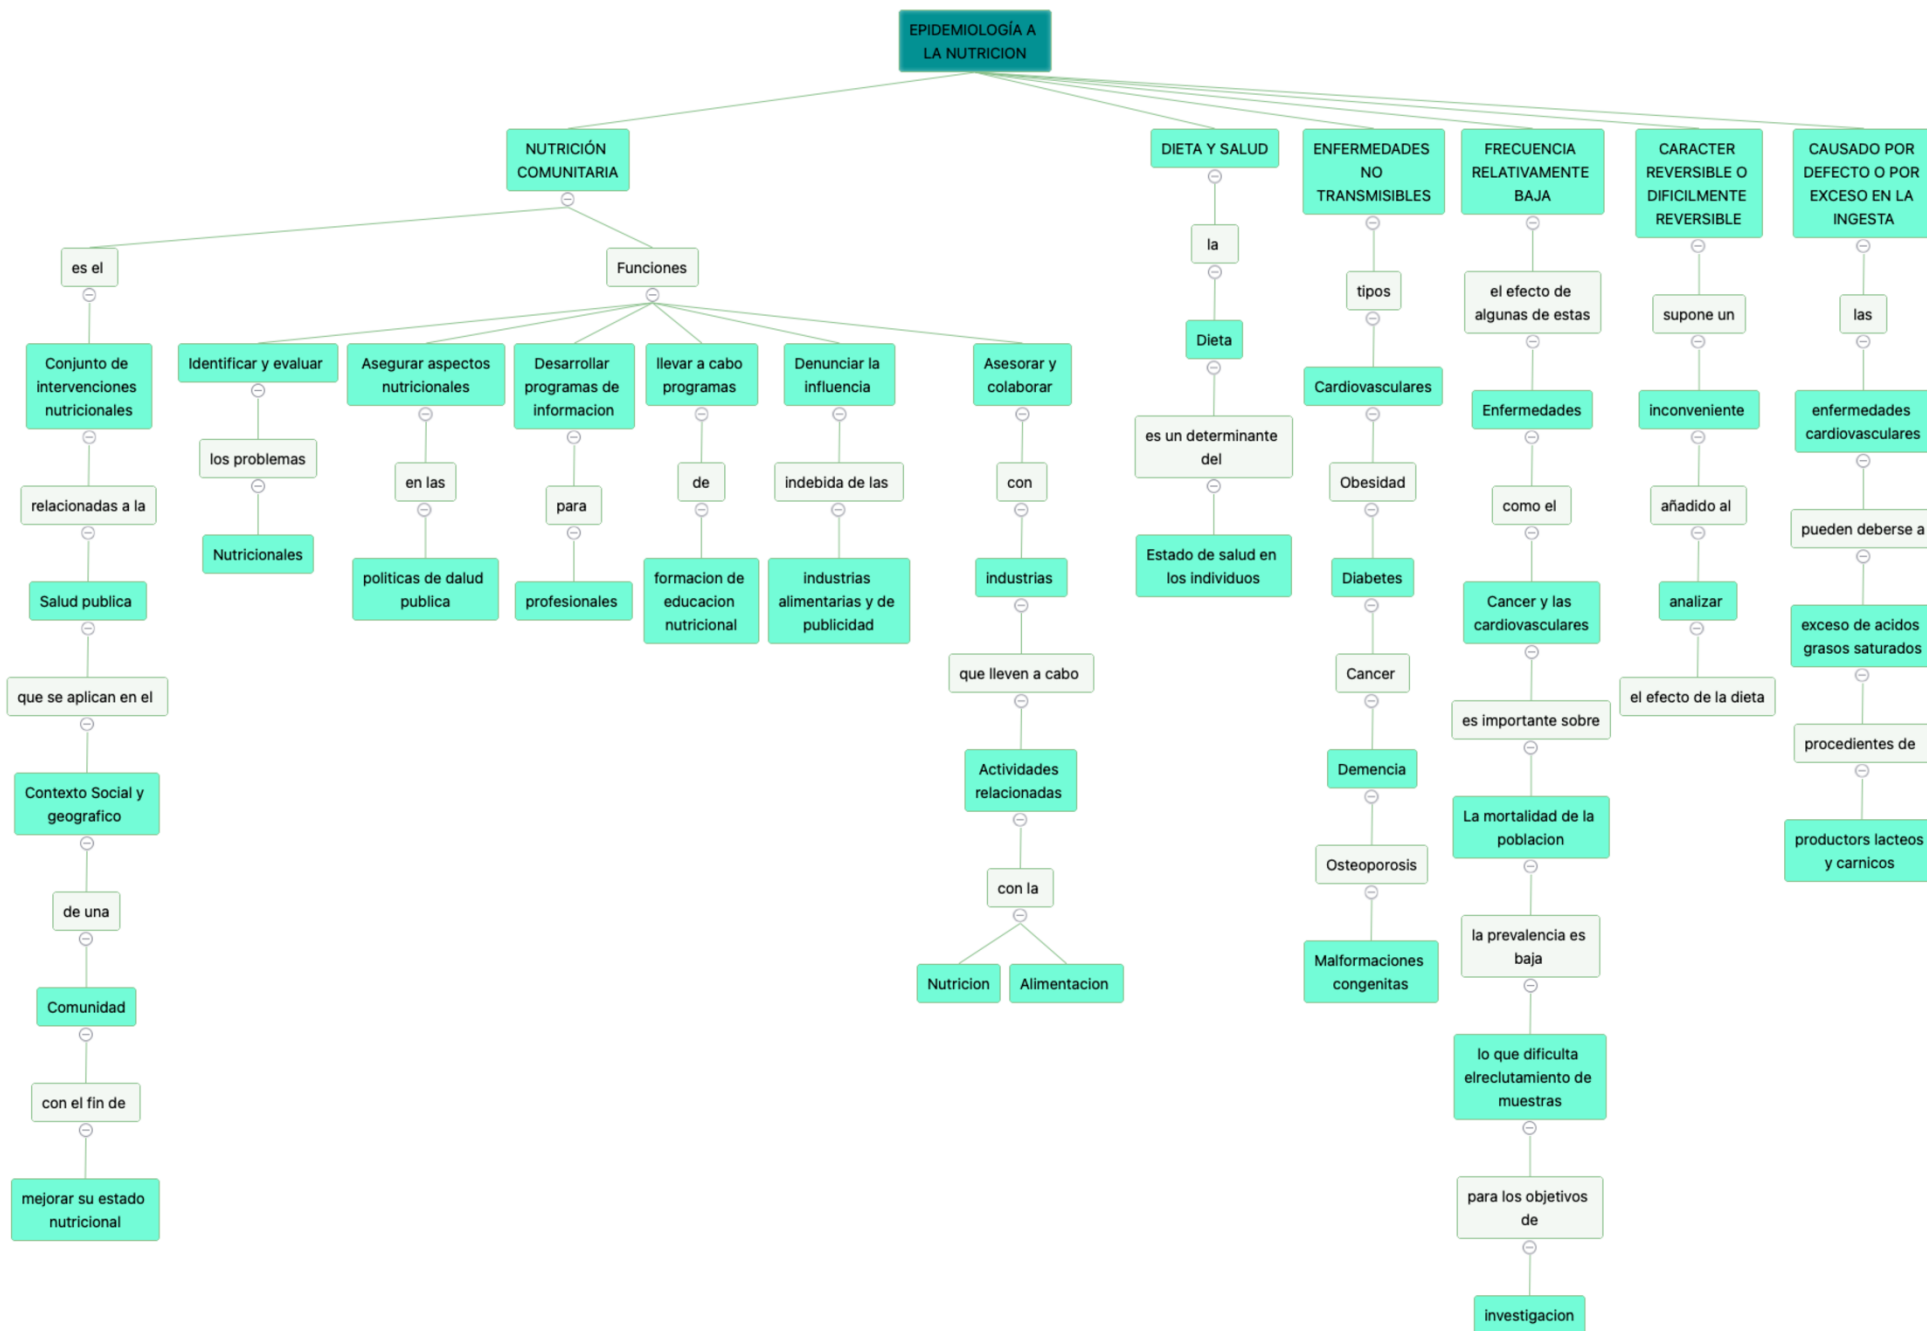 EPIDEMIOLOGÍA A
LA NUTRICION
NUTRICIÓN
COMUNITARIA
es el
Conjunto de
intervenciones
nutricionales
relacionadas a la
Salud publica
que se aplican en el
Contexto Social y
geografico
de una
Comunidad
con el fin de
mejorar su estado
nutricional
Funciones
Identificar y evaluar
los problemas
Nutricionales
Asegurar aspectos
nutricionales
en las
politicas de dalud
publica
Desarrollar
programas de
informacion
para
profesionales
llevar a cabo
programas
de
formacion de
educacion
nutricional
Denunciar la
influencia
indebida de las
industrias
alimentarias y de
publicidad
Asesorar y
colaborar
con
industrias
que lleven a cabo
Actividades
relacionadas
con la
Nutricion
Alimentacion
DIETA Y SALUD
la
Dieta
es un determinante
del
Estado de salud en
los individuos
ENFERMEDADES
NO
TRANSMISIBLES
tipos
Cardiovasculares
Obesidad
Diabetes
Cancer
Demencia
Osteoporosis
Malformaciones
congenitas
FRECUENCIA
RELATIVAMENTE
BAJA
el efecto de
algunas de estas
Enfermedades
como el
Cancer y las
cardiovasculares
es importante sobre
La mortalidad de la
poblacion
la prevalencia es
baja
lo que dificulta
elreclutamiento de
muestras
para los objetivos
de
investigacion
CARACTER
REVERSIBLE O
DIFICILMENTE
REVERSIBLE
supone un
inconveniente
añadido al
analizar
el efecto de la dieta
CAUSADO POR
DEFECTO O POR
EXCESO EN LA
INGESTA
las
enfermedades
cardiovasculares
pueden deberse a
exceso de acidos
grasos saturados
procedientes de
productors lacteos
y carnicos